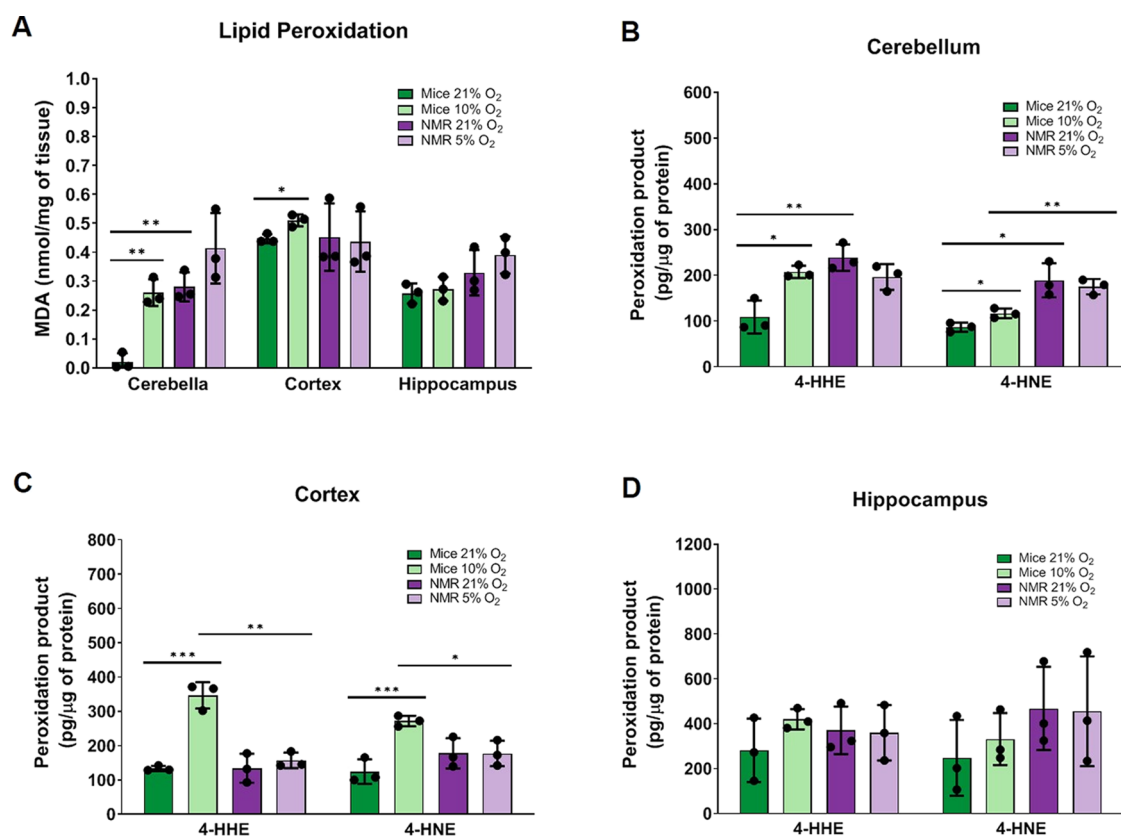 A
Lipid Peroxidation
MDA (nmol/mg of tissue)
1.0
0.9
0.8
0.7
0.6
0.5
0.4
0.3
0.2
0.1
0.0
Mice 21% O₂
Mice 10% O₂
NMR 21% O₂
NMR 5% O₂
**
**
*
Cerebella Cortex Hippocampus
B
Cerebellum
Peroxidation product
(pg/µg of protein)
600
500
400
300
200
100
0
Mice 21% O₂
Mice 10% O₂
NMR 21% O₂
NMR 5% O₂
**
*
**
*
*
4-HHE 4-HNE
C
Cortex
Peroxidation product
(pg/µg of protein)
800
700
600
500
400
300
200
100
0
Mice 21% O₂
Mice 10% O₂
NMR 21% O₂
NMR 5% O₂
**
***
*
***
4-HHE 4-HNE
D
Hippocampus
Peroxidation product
(pg/µg of protein)
1200
1000
800
600
400
200
0
Mice 21% O₂
Mice 10% O₂
NMR 21% O₂
NMR 5% O₂
4-HHE 4-HNE